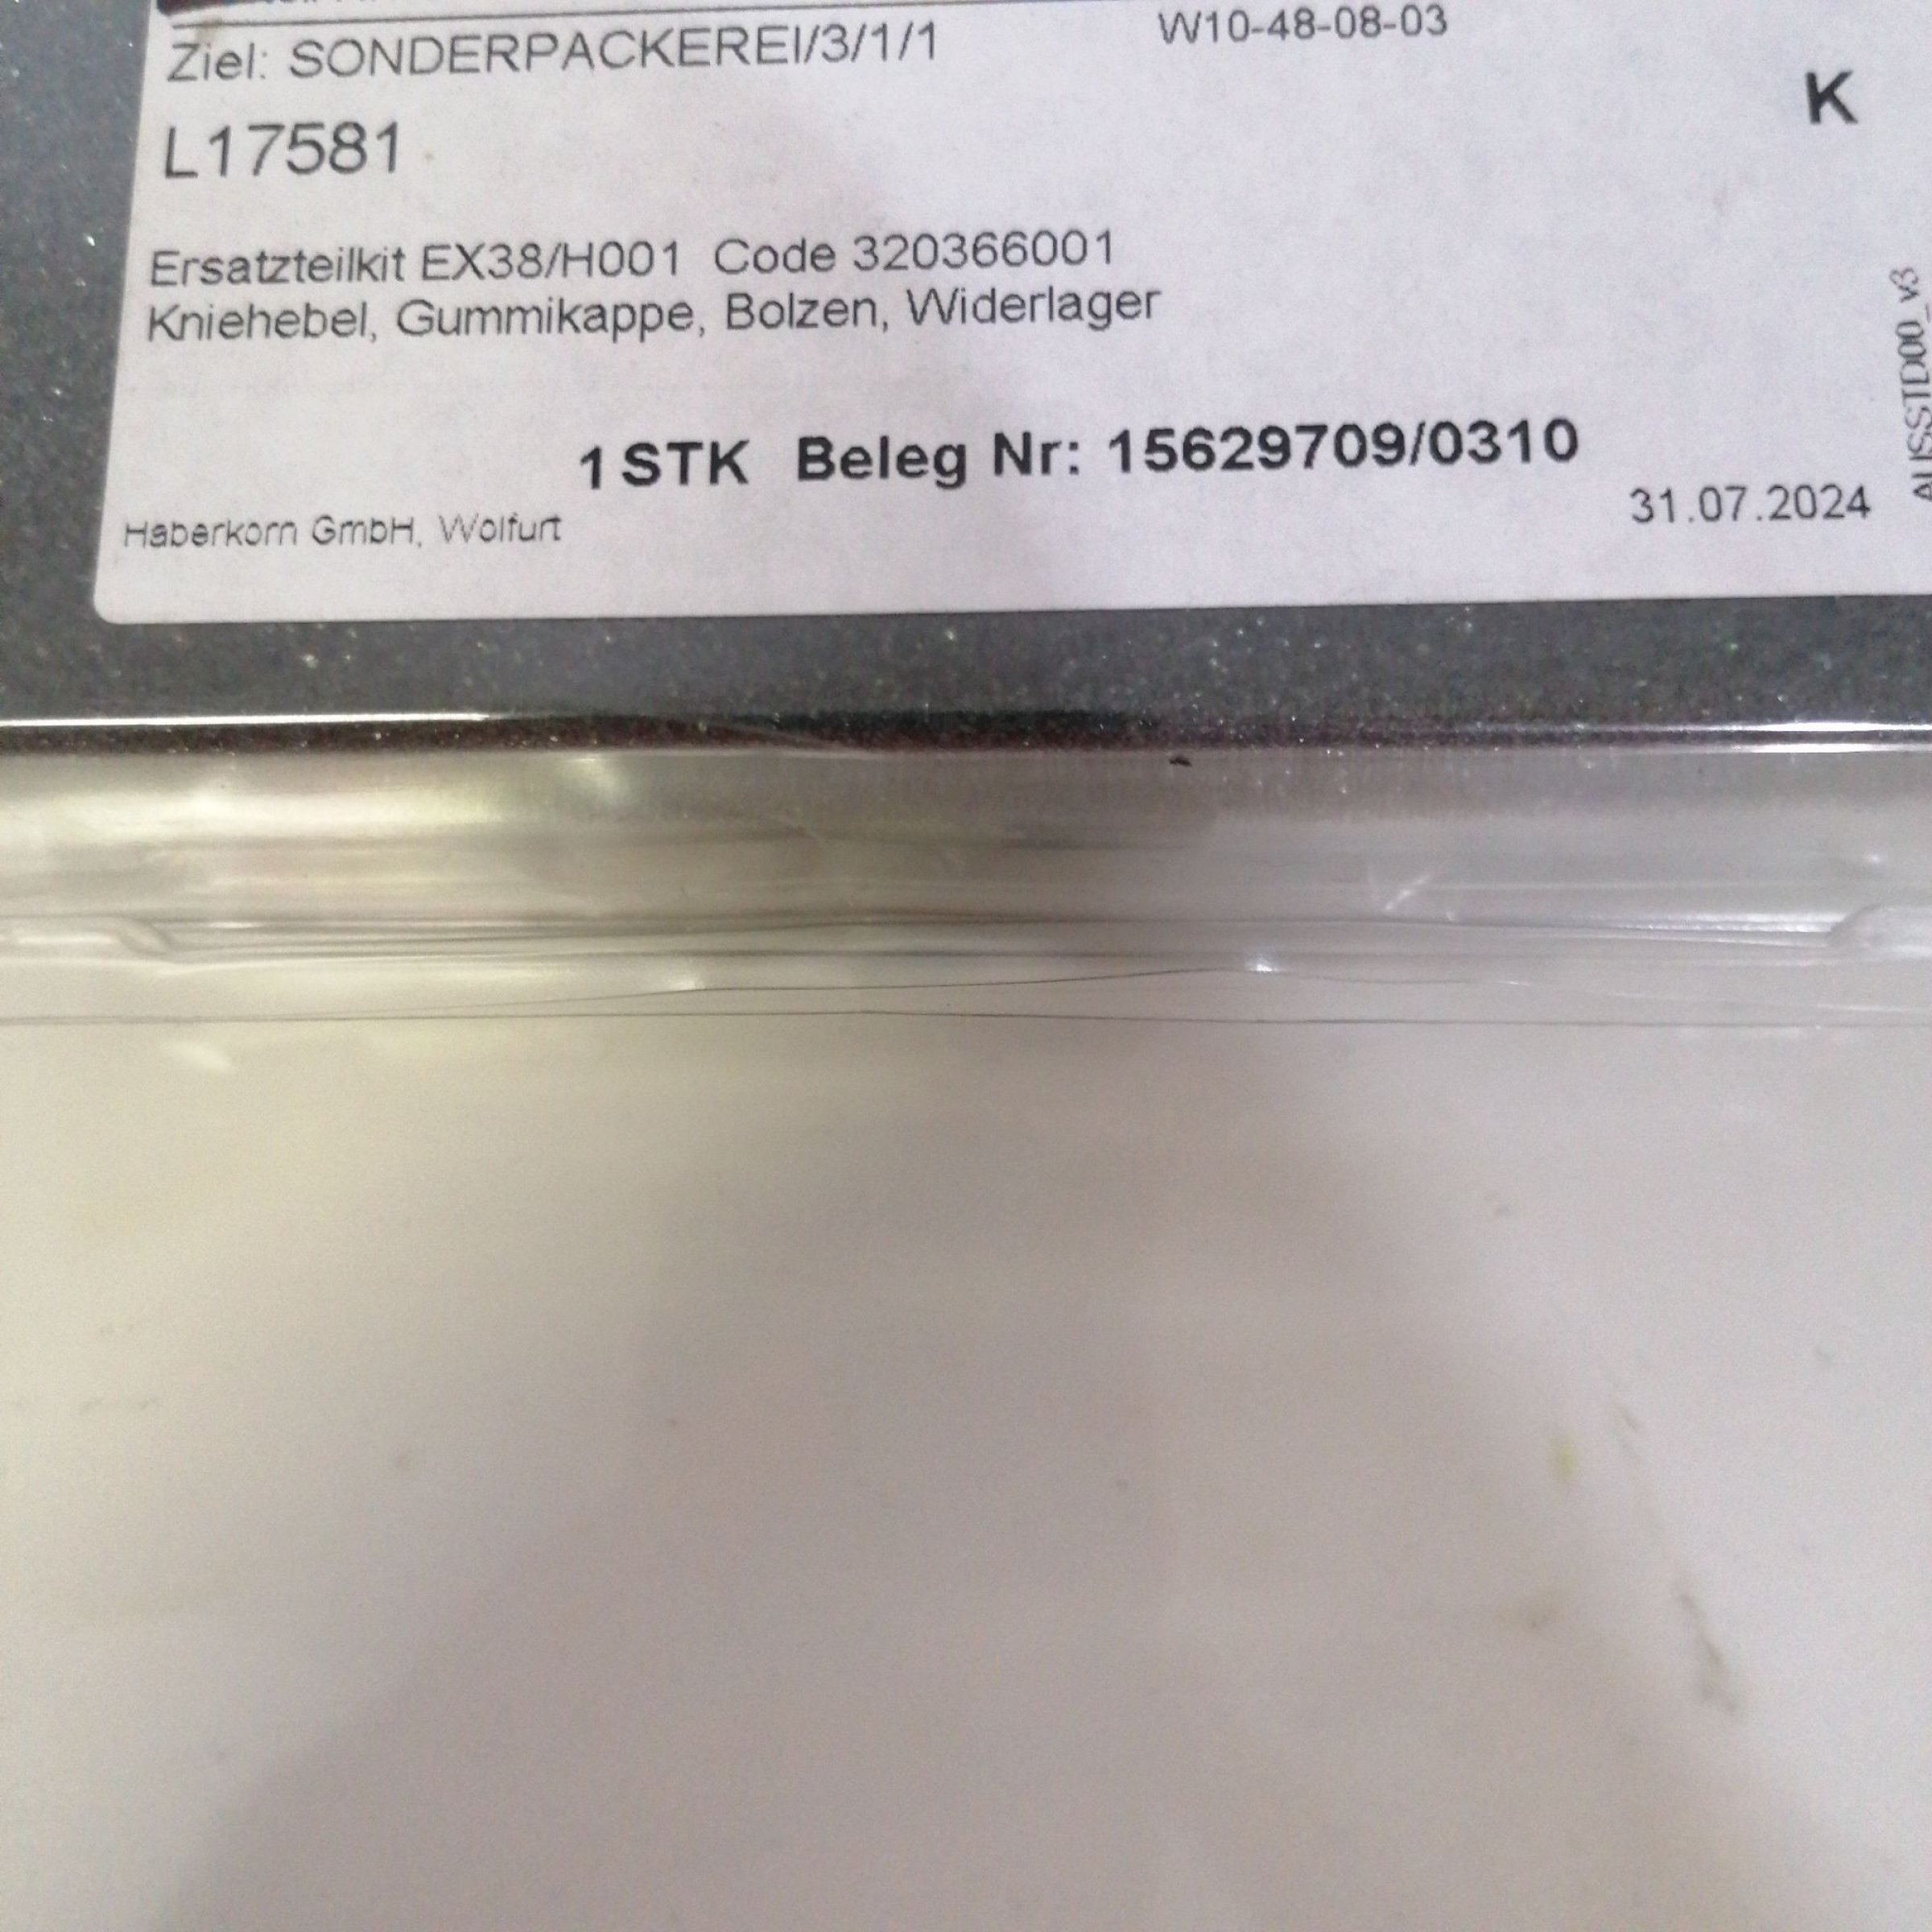 Ziel: SONDERPACKEREI/3/1/1 W10-48-08-03
K
L17581
Ersatzteilkit EX38/H001 Code 320366001
Kniehebel, Gummikappe, Bolzen, Widerlager
1 STK Beleg Nr: 15629709/0310
31.07.2024
Haberkorn GmbH, Wolfurt
AUSSTD00_v3